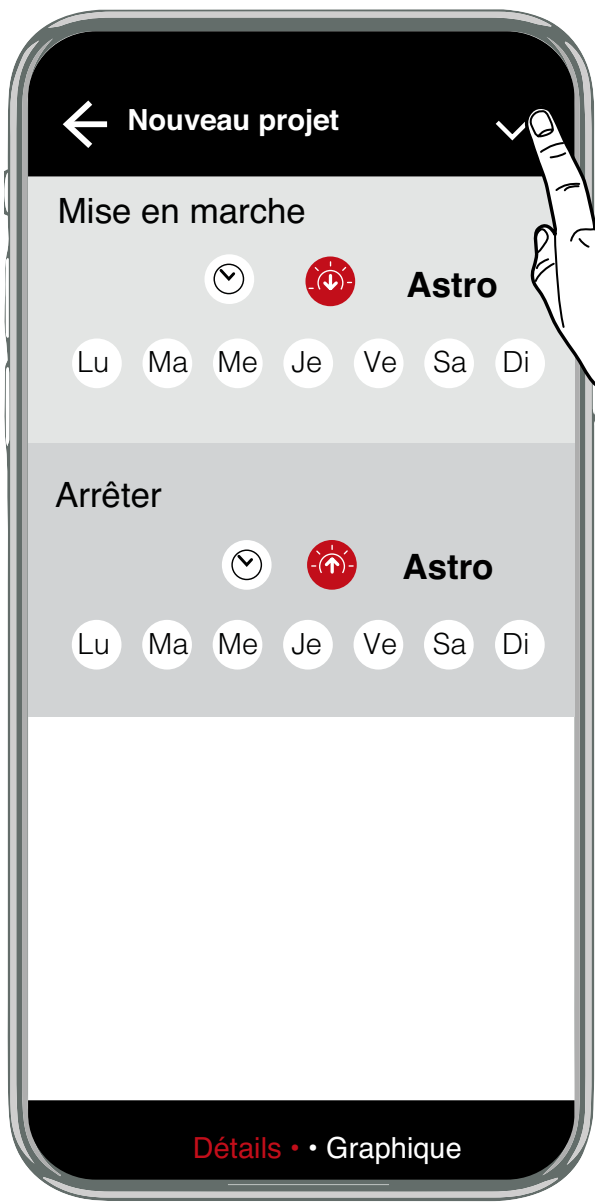 Nouveau projet
Mise en marche
Astro
Lu Ma Me Je Ve Sa Di
Arrêter
Astro
Lu Ma Me Je Ve Sa Di
Détails • • Graphique